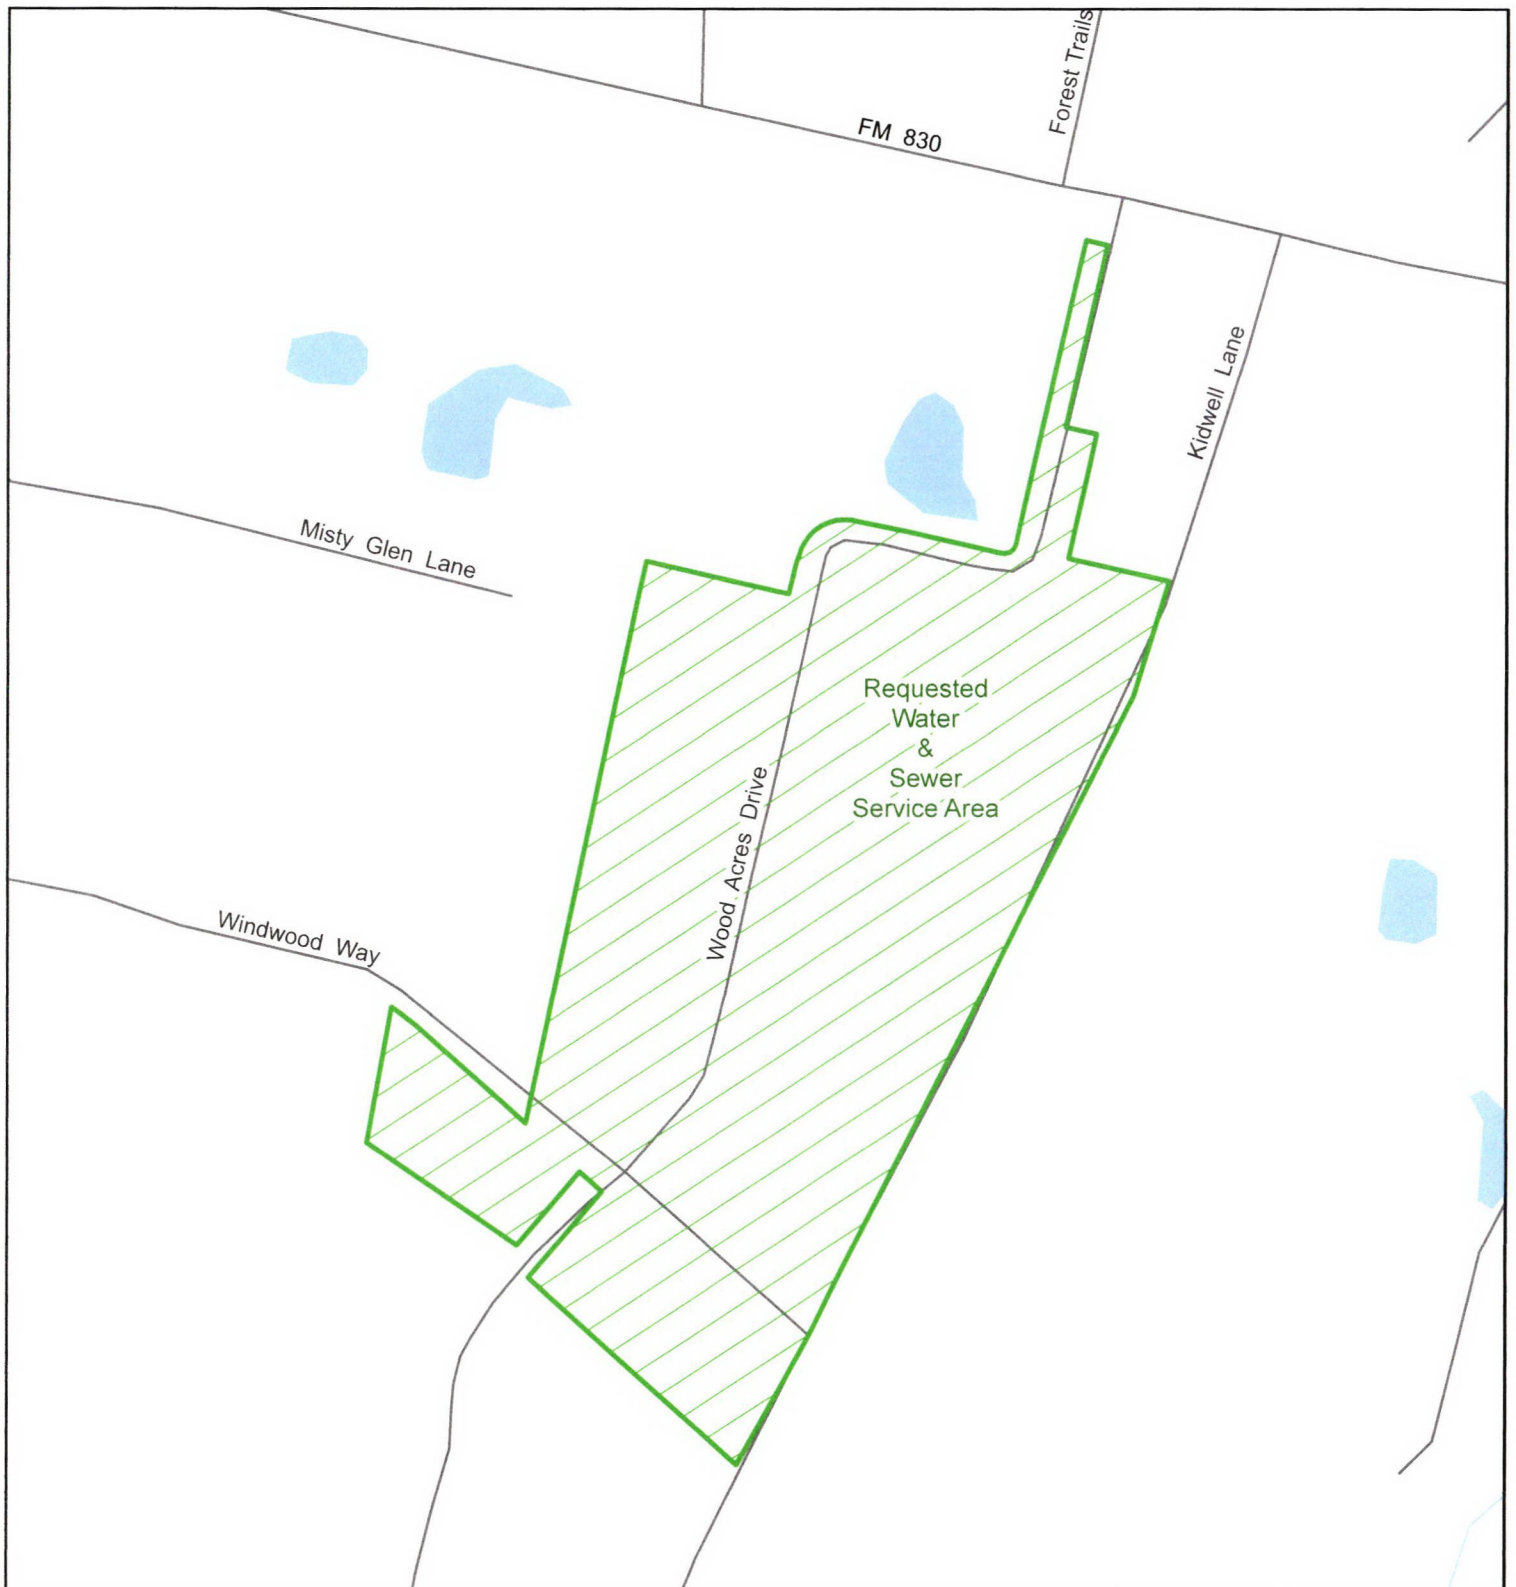 Forest Trails
FM 830
Kidwell Lane
Misty Glen Lane
Requested
Water
&
Sewer
Service Area
Wood Acres Drive
Windwood Way